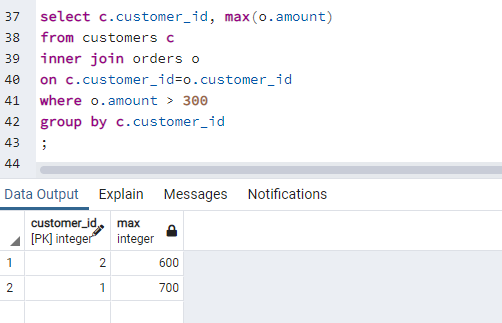 37 select c.customer_id, max(o.amount)
38 from customers c
39 inner join orders o
40 on c.customer_id=o.customer_id
41 where o.amount > 300
42 group by c.customer_id
43 ;
44
Data Output Explain Messages Notifications
customer_id max
[PK] integer integer
1 2 600
2 1 700